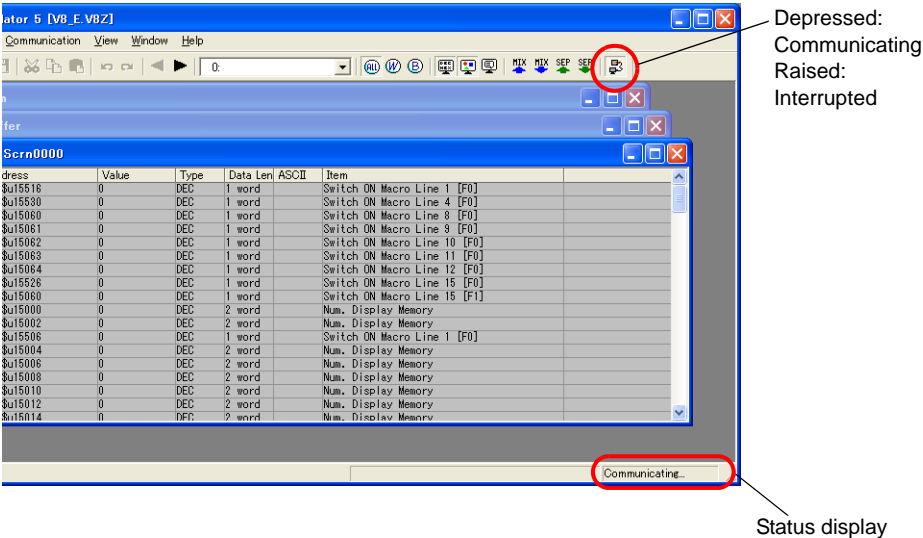 lator 5 [V8_E.V8Z]
Communication View Window Help
0:
ALL W B MIX MIX SEP SEP
n
ffer
Scrn0000
dress Value Type Data Len ASCII Item
$u15516 0 DEC 1 word Switch ON Macro Line 1 [F0]
$u15530 0 DEC 1 word Switch ON Macro Line 4 [F0]
$u15060 0 DEC 1 word Switch ON Macro Line 8 [F0]
$u15061 0 DEC 1 word Switch ON Macro Line 9 [F0]
$u15062 0 DEC 1 word Switch ON Macro Line 10 [F0]
$u15063 0 DEC 1 word Switch ON Macro Line 11 [F0]
$u15064 0 DEC 1 word Switch ON Macro Line 12 [F0]
$u15526 0 DEC 1 word Switch ON Macro Line 15 [F0]
$u15060 0 DEC 1 word Switch ON Macro Line 15 [F1]
$u15000 0 DEC 2 word Num. Display Memory
$u15002 0 DEC 2 word Num. Display Memory
$u15506 0 DEC 1 word Switch ON Macro Line 1 [F0]
$u15004 0 DEC 2 word Num. Display Memory
$u15006 0 DEC 2 word Num. Display Memory
$u15008 0 DEC 2 word Num. Display Memory
$u15010 0 DEC 2 word Num. Display Memory
$u15012 0 DEC 2 word Num. Display Memory
$u15014 0 DEC 2 word Num. Display Memory
Communicating...
Depressed:
Communicating
Raised:
Interrupted
Status display